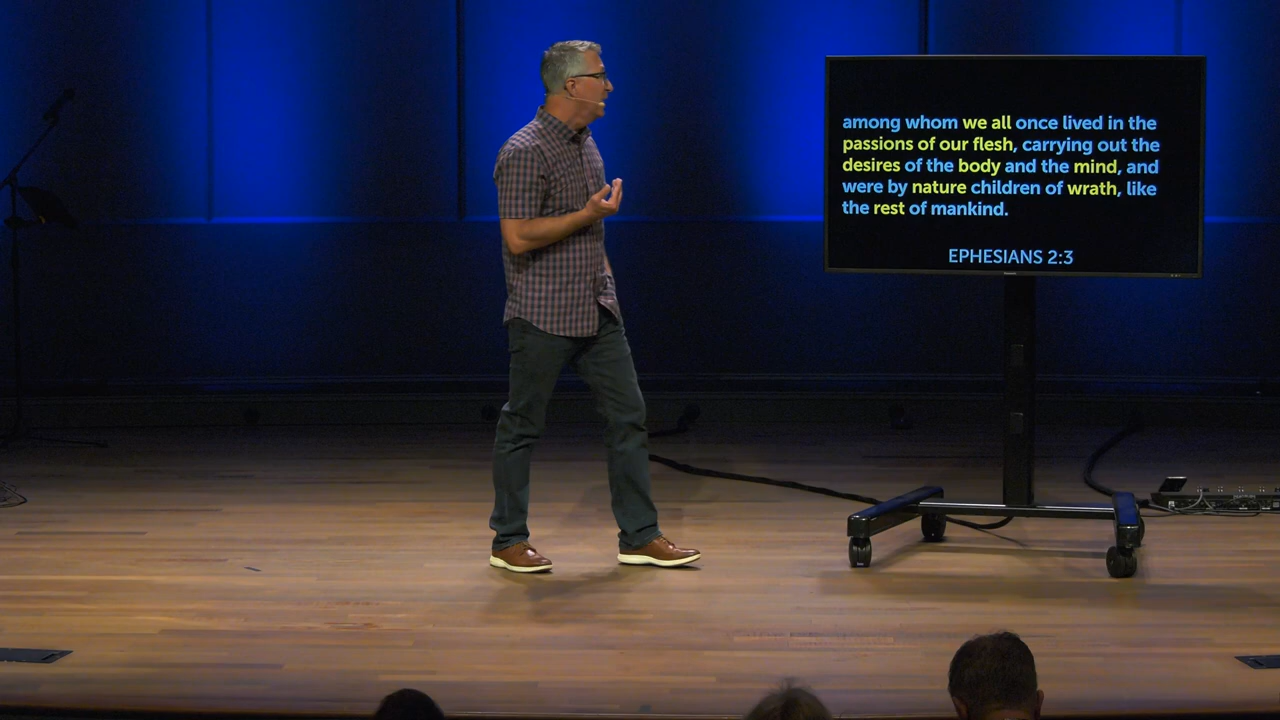 among whom we all once lived in the
passions of our flesh, carrying out the
desires of the body and the mind, and
were by nature children of wrath, like
the rest of mankind.
EPHESIANS 2:3